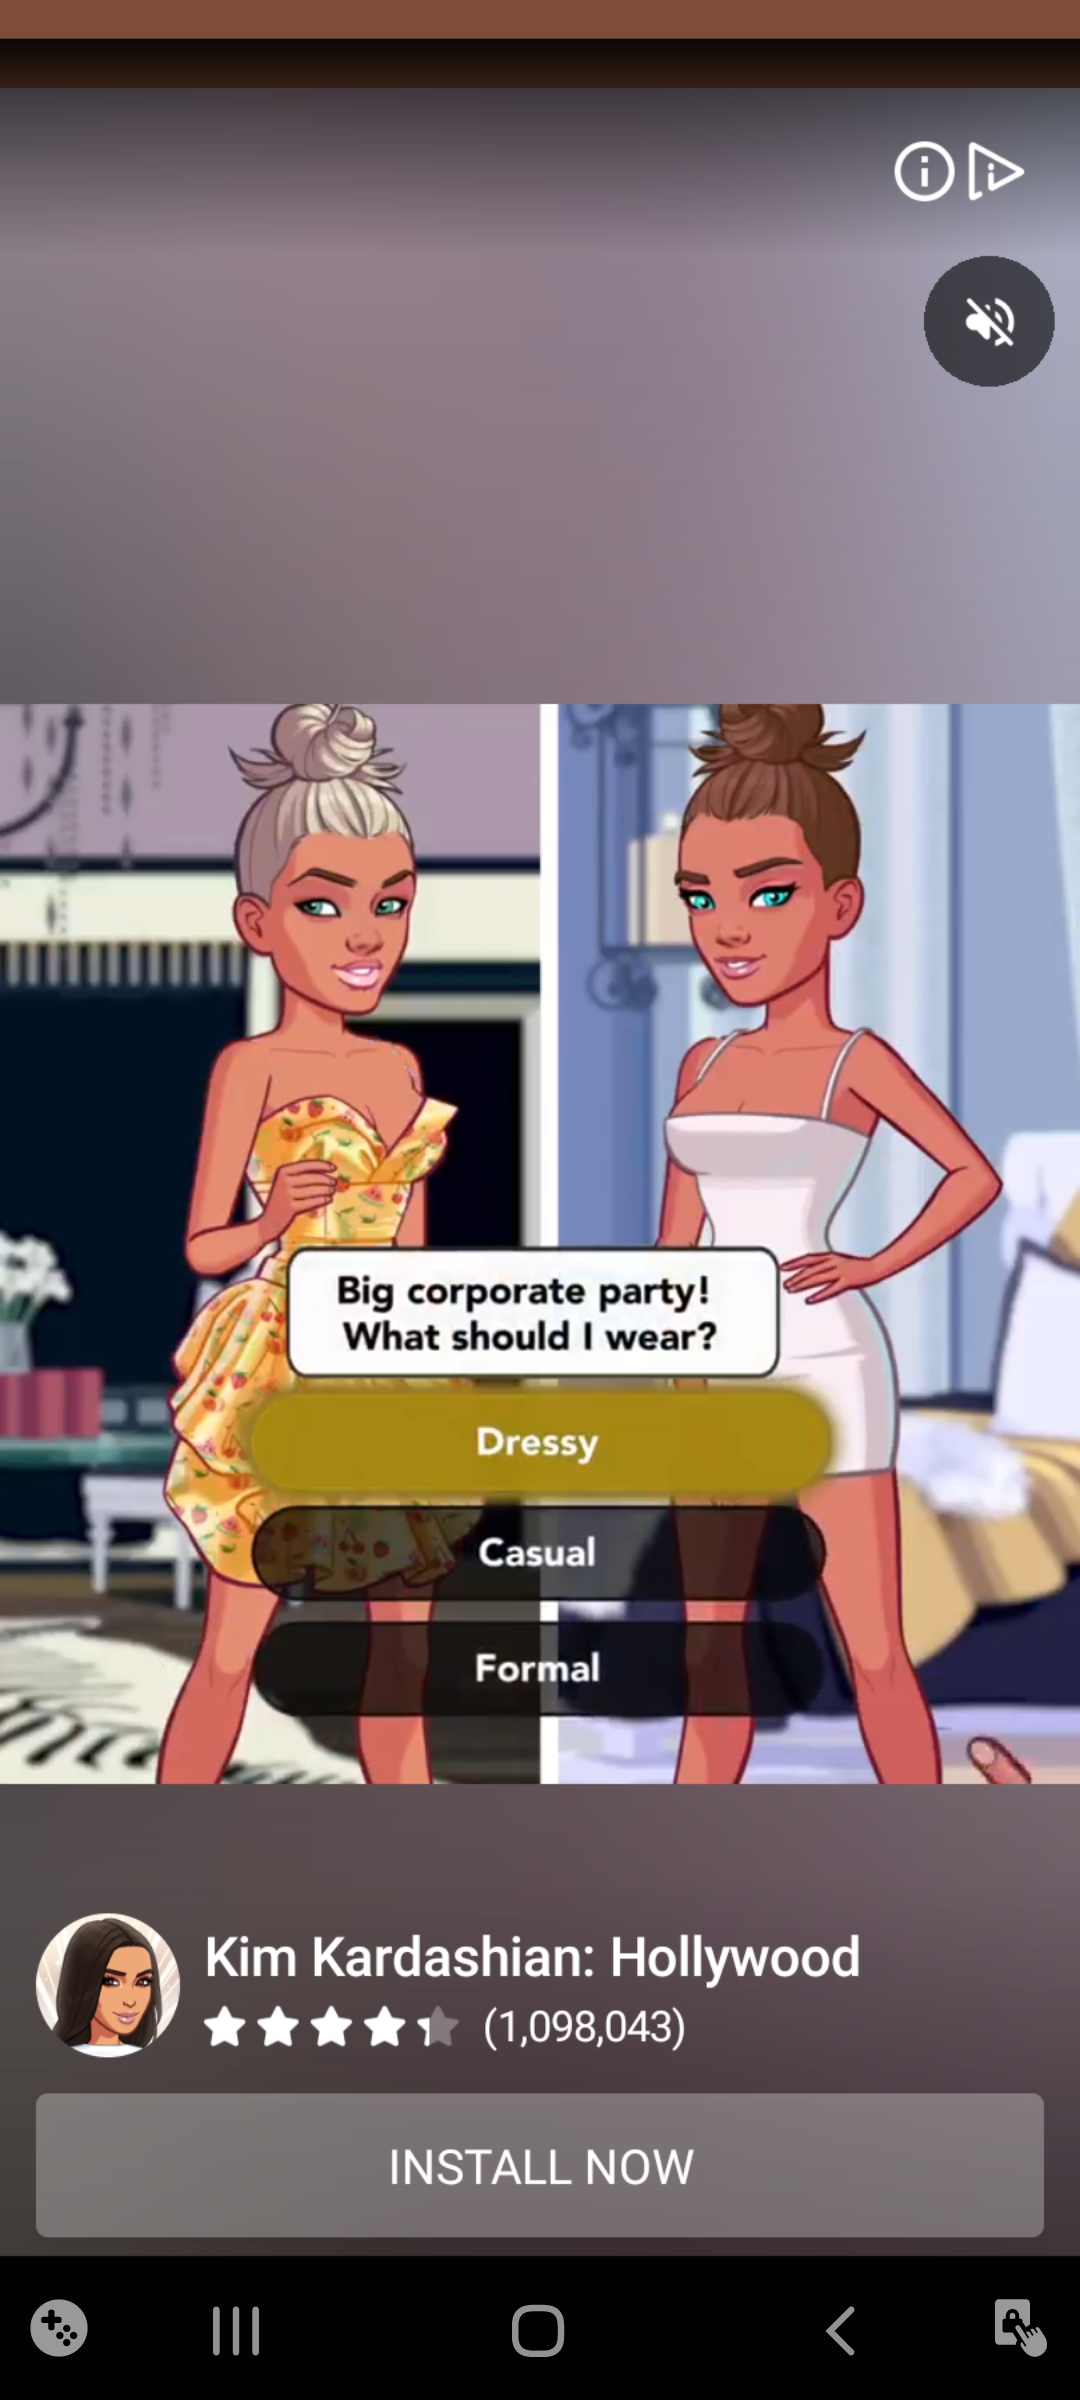 Big corporate party!
What should I wear?
Dressy
Casual
Formal
Kim Kardashian: Hollywood
(1,098,043)
INSTALL NOW